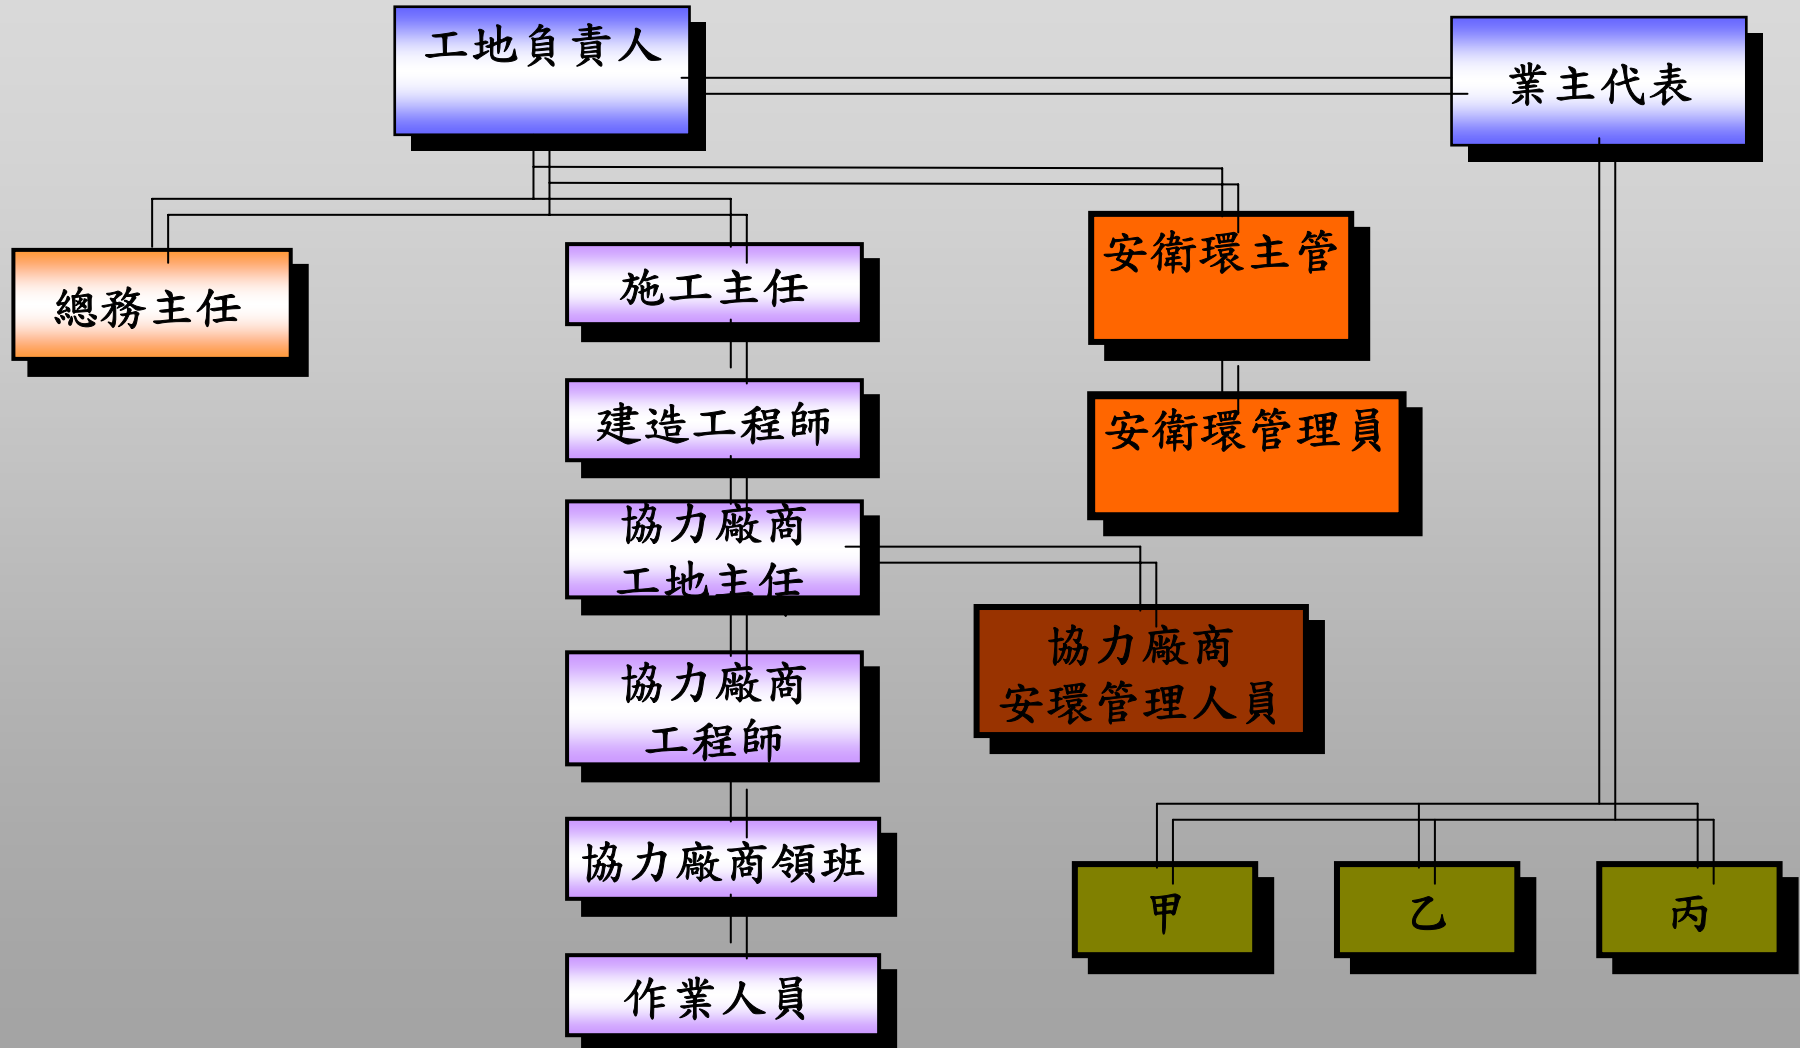 工地負責人
業主代表
總務主任
施工主任
安衛環主管
建造工程師
安衛環管理員
協力廠商
工地主任
協力廠商
安環管理人員
協力廠商
工程師
協力廠商領班
甲
乙
丙
作業人員